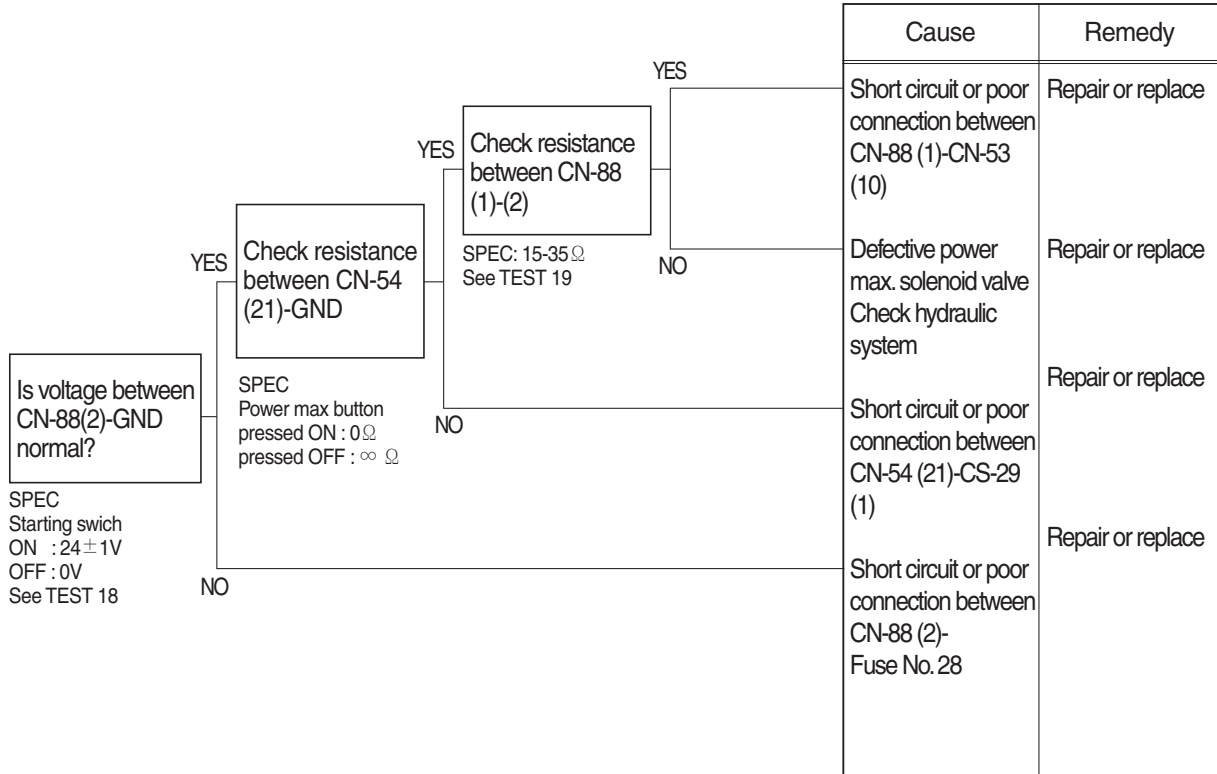 Cause
Remedy
YES
Short circuit or poor
connection between
CN-88 (1)-CN-53
(10)
Repair or replace
YES
Check resistance
between CN-88
(1)-(2)
SPEC: 15-35Ω
See TEST 19
NO
Defective power
max. solenoid valve
Check hydraulic
system
Repair or replace
YES
Check resistance
between CN-54
(21)-GND
SPEC
Power max button
pressed ON : 0Ω
pressed OFF : ∞ Ω
NO
Short circuit or poor
connection between
CN-54 (21)-CS-29
(1)
Repair or replace
Is voltage between
CN-88(2)-GND
normal?
SPEC
Starting swich
ON : 24±1V
OFF : 0V
See TEST 18
NO
Short circuit or poor
connection between
CN-88 (2)-
Fuse No. 28
Repair or replace